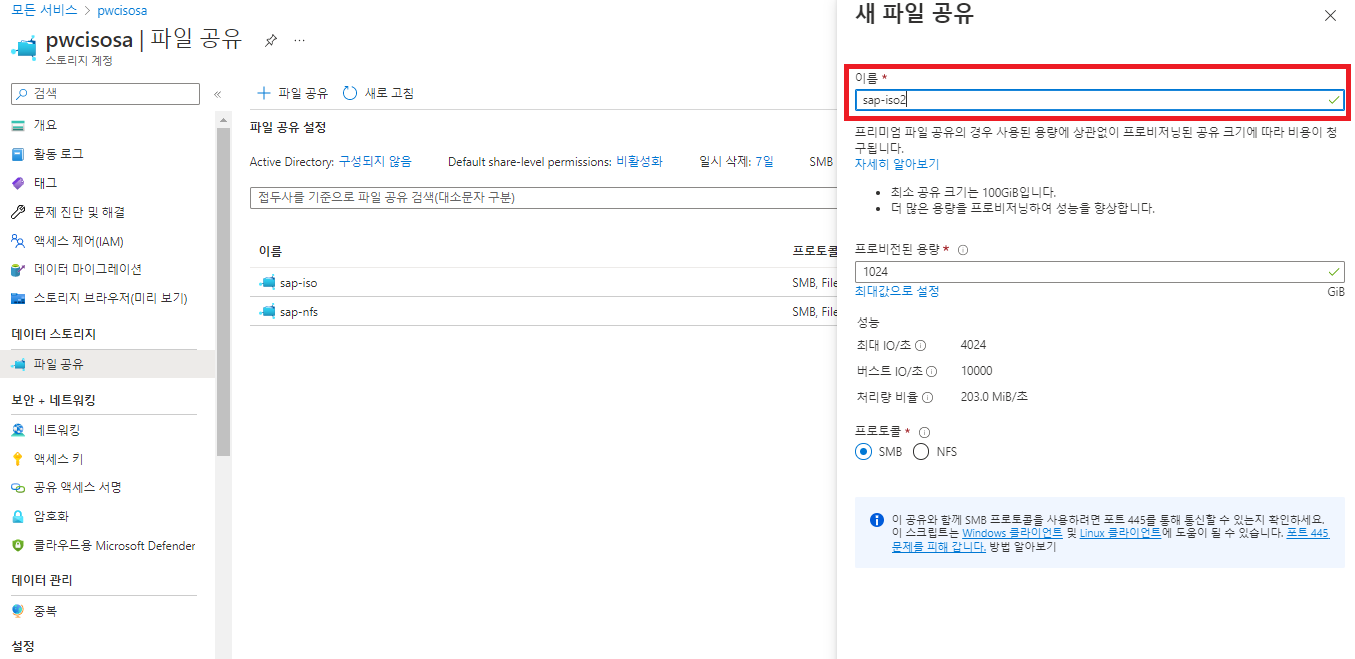 모든 서비스 > pwcisosa
pwcisosa | 파일 공유
...
스토리지 계정
검색
«
개요
활동 로그
태그
문제 진단 및 해결
액세스 제어(IAM)
데이터 마이그레이션
스토리지 브라우저(미리 보기)
데이터 스토리지
파일 공유
보안 + 네트워킹
네트워킹
액세스 키
공유 액세스 서명
암호화
클라우드용 Microsoft Defender
데이터 관리
중복
설정
+ 파일 공유 새로 고침
파일 공유 설정
Active Directory: 구성되지 않음 Default share-level permissions: 비활성화 일시 삭제: 7일 SMB
접두사를 기준으로 파일 공유 검색(대소문자 구분)
이름 프로토콜
sap-iso SMB, File
sap-nfs SMB, File
새 파일 공유
이름 *
sap-iso2
프리미엄 파일 공유의 경우 사용된 용량에 상관없이 프로비저닝된 공유 크기에 따라 비용이 청
구됩니다.
자세히 알아보기
• 최소 공유 크기는 100GiB입니다.
• 더 많은 용량을 프로비저닝하여 성능을 향상합니다.
프로비전된 용량 *
1024
최대값으로 설정 GiB
성능
최대 IO/초 4024
버스트 IO/초 10000
처리량 비율 203.0 MiB/초
프로토콜 *
SMB NFS
이 공유와 함께 SMB 프로토콜을 사용하려면 포트 445를 통해 통신할 수 있는지 확인하세요.
이 스크립트는 Windows 클라이언트 및 Linux 클라이언트에 도움이 될 수 있습니다. 포트 445
문제를 피해 갑니다. 방법 알아보기